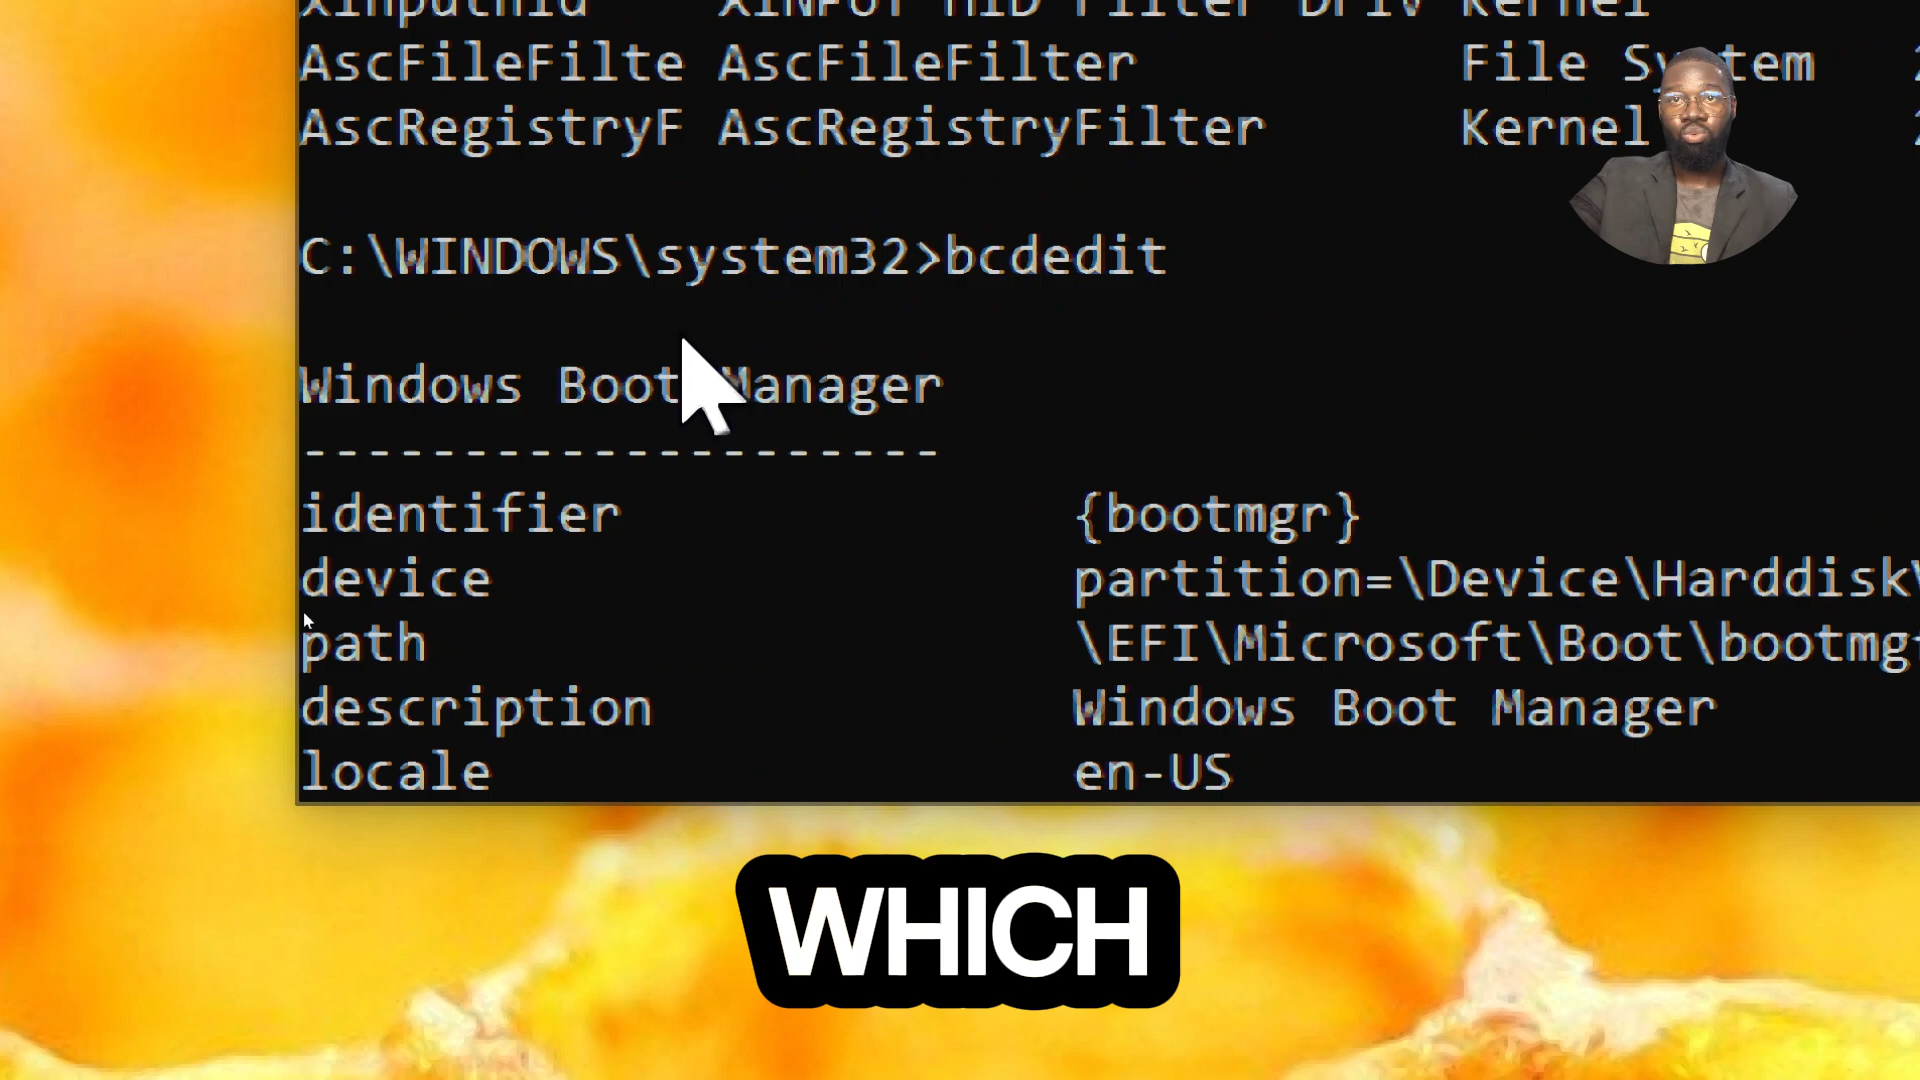 AscFileFilte AscFileFilter File System
AscRegistryF AscRegistryFilter Kernel
C:\WINDOWS\system32>bcdedit
Windows Boot Manager
---------------------
identifier {bootmgr}
device partition=\Device\Harddisk
path \EFI\Microsoft\Boot\bootmg
description Windows Boot Manager
locale en-US
WHICH